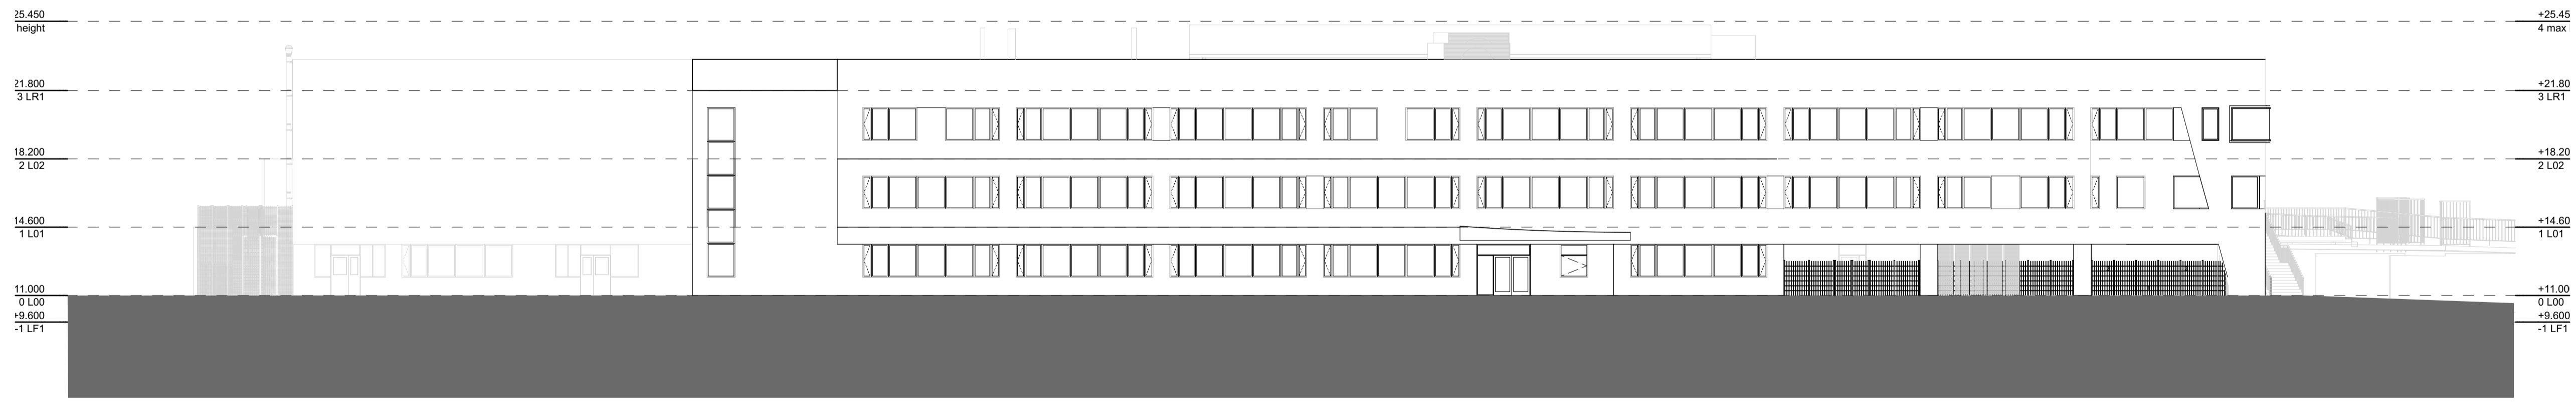 25.450
height
21.800
3 LR1
18.200
2 L02
14.600
1 L01
11.000
0 L00
+9.600
-1 LF1
+25.45
4 max
+21.80
3 LR1
+18.20
2 L02
+14.60
1 L01
+11.00
0 L00
+9.600
-1 LF1